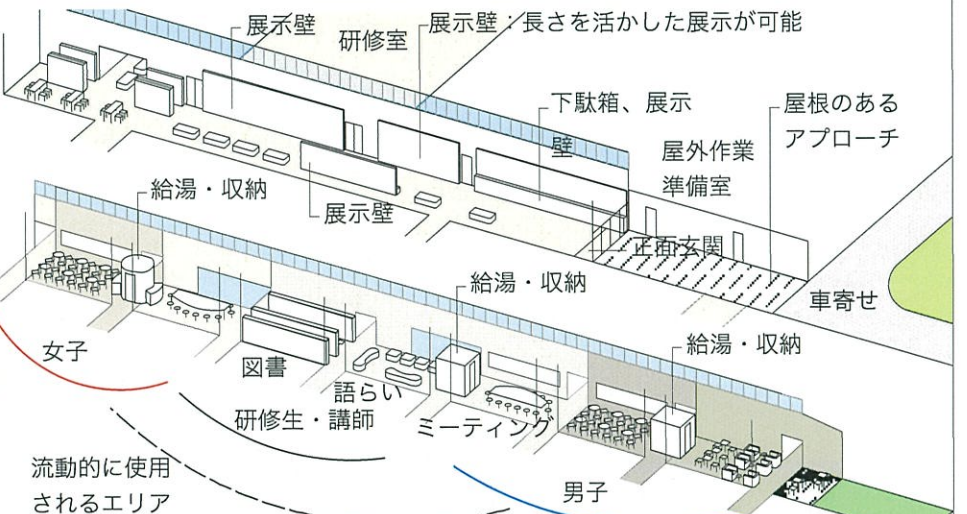 展示壁
研修室
展示壁：長さを活かした展示が可能
下駄箱、展示
壁
屋根のある
アプローチ
屋外作業
準備室
給湯・収納
展示壁
正面玄関
車寄せ
給湯・収納
給湯・収納
女子
図書
語らい
研修生・講師
ミーティング
男子
流動的に使用
されるエリア